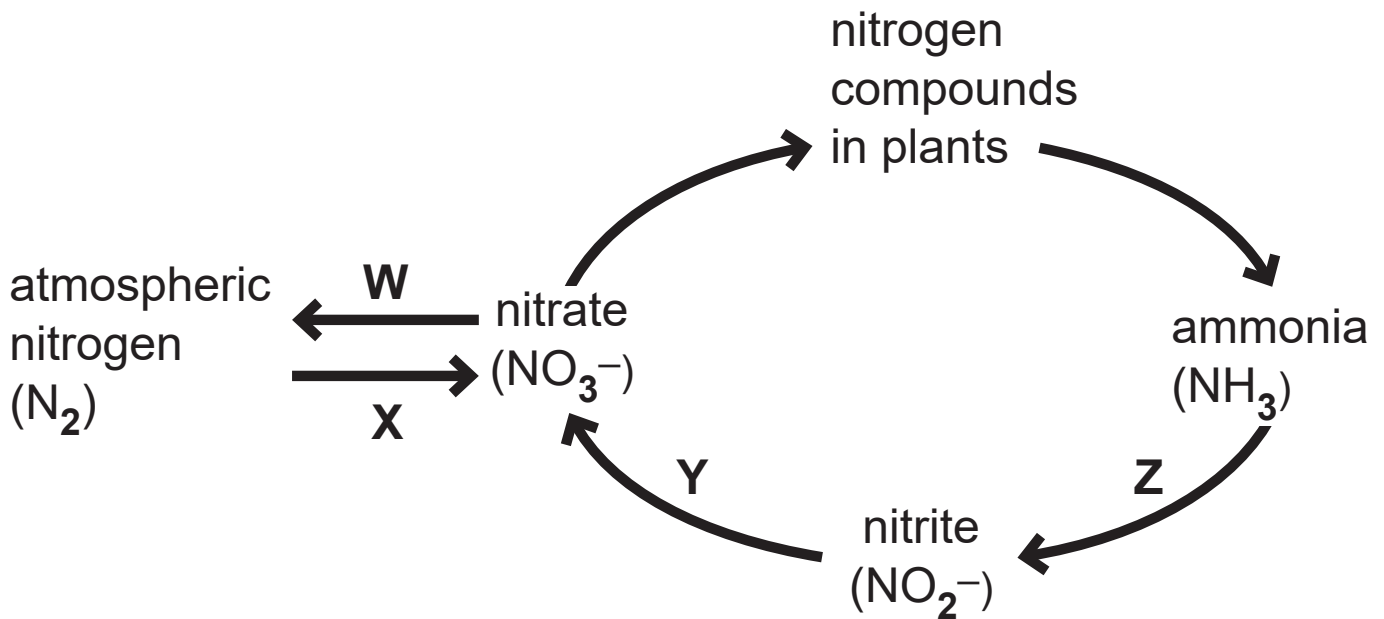 nitrogen
compounds
in plants
atmospheric
nitrogen
(N₂)
W
X
nitrate
(NO₃⁻)
ammonia
(NH₃)
Y
Z
nitrite
(NO₂⁻)